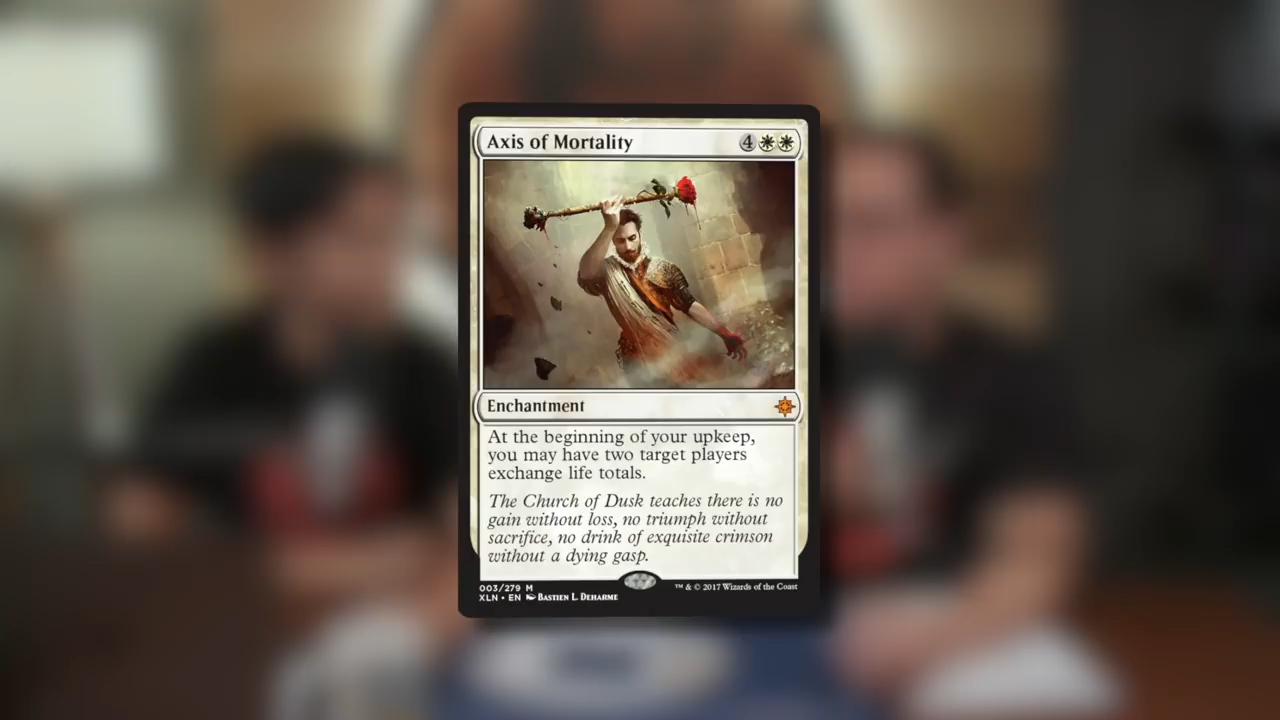 Axis of Mortality 4
Enchantment
At the beginning of your upkeep,
you may have two target players
exchange life totals.
The Church of Dusk teaches there is no
gain without loss, no triumph without
sacrifice, no drink of exquisite crimson
without a dying gasp.
003/279 M
XLN • EN Bastien L. Deharme
™ & © 2017 Wizards of the Coast